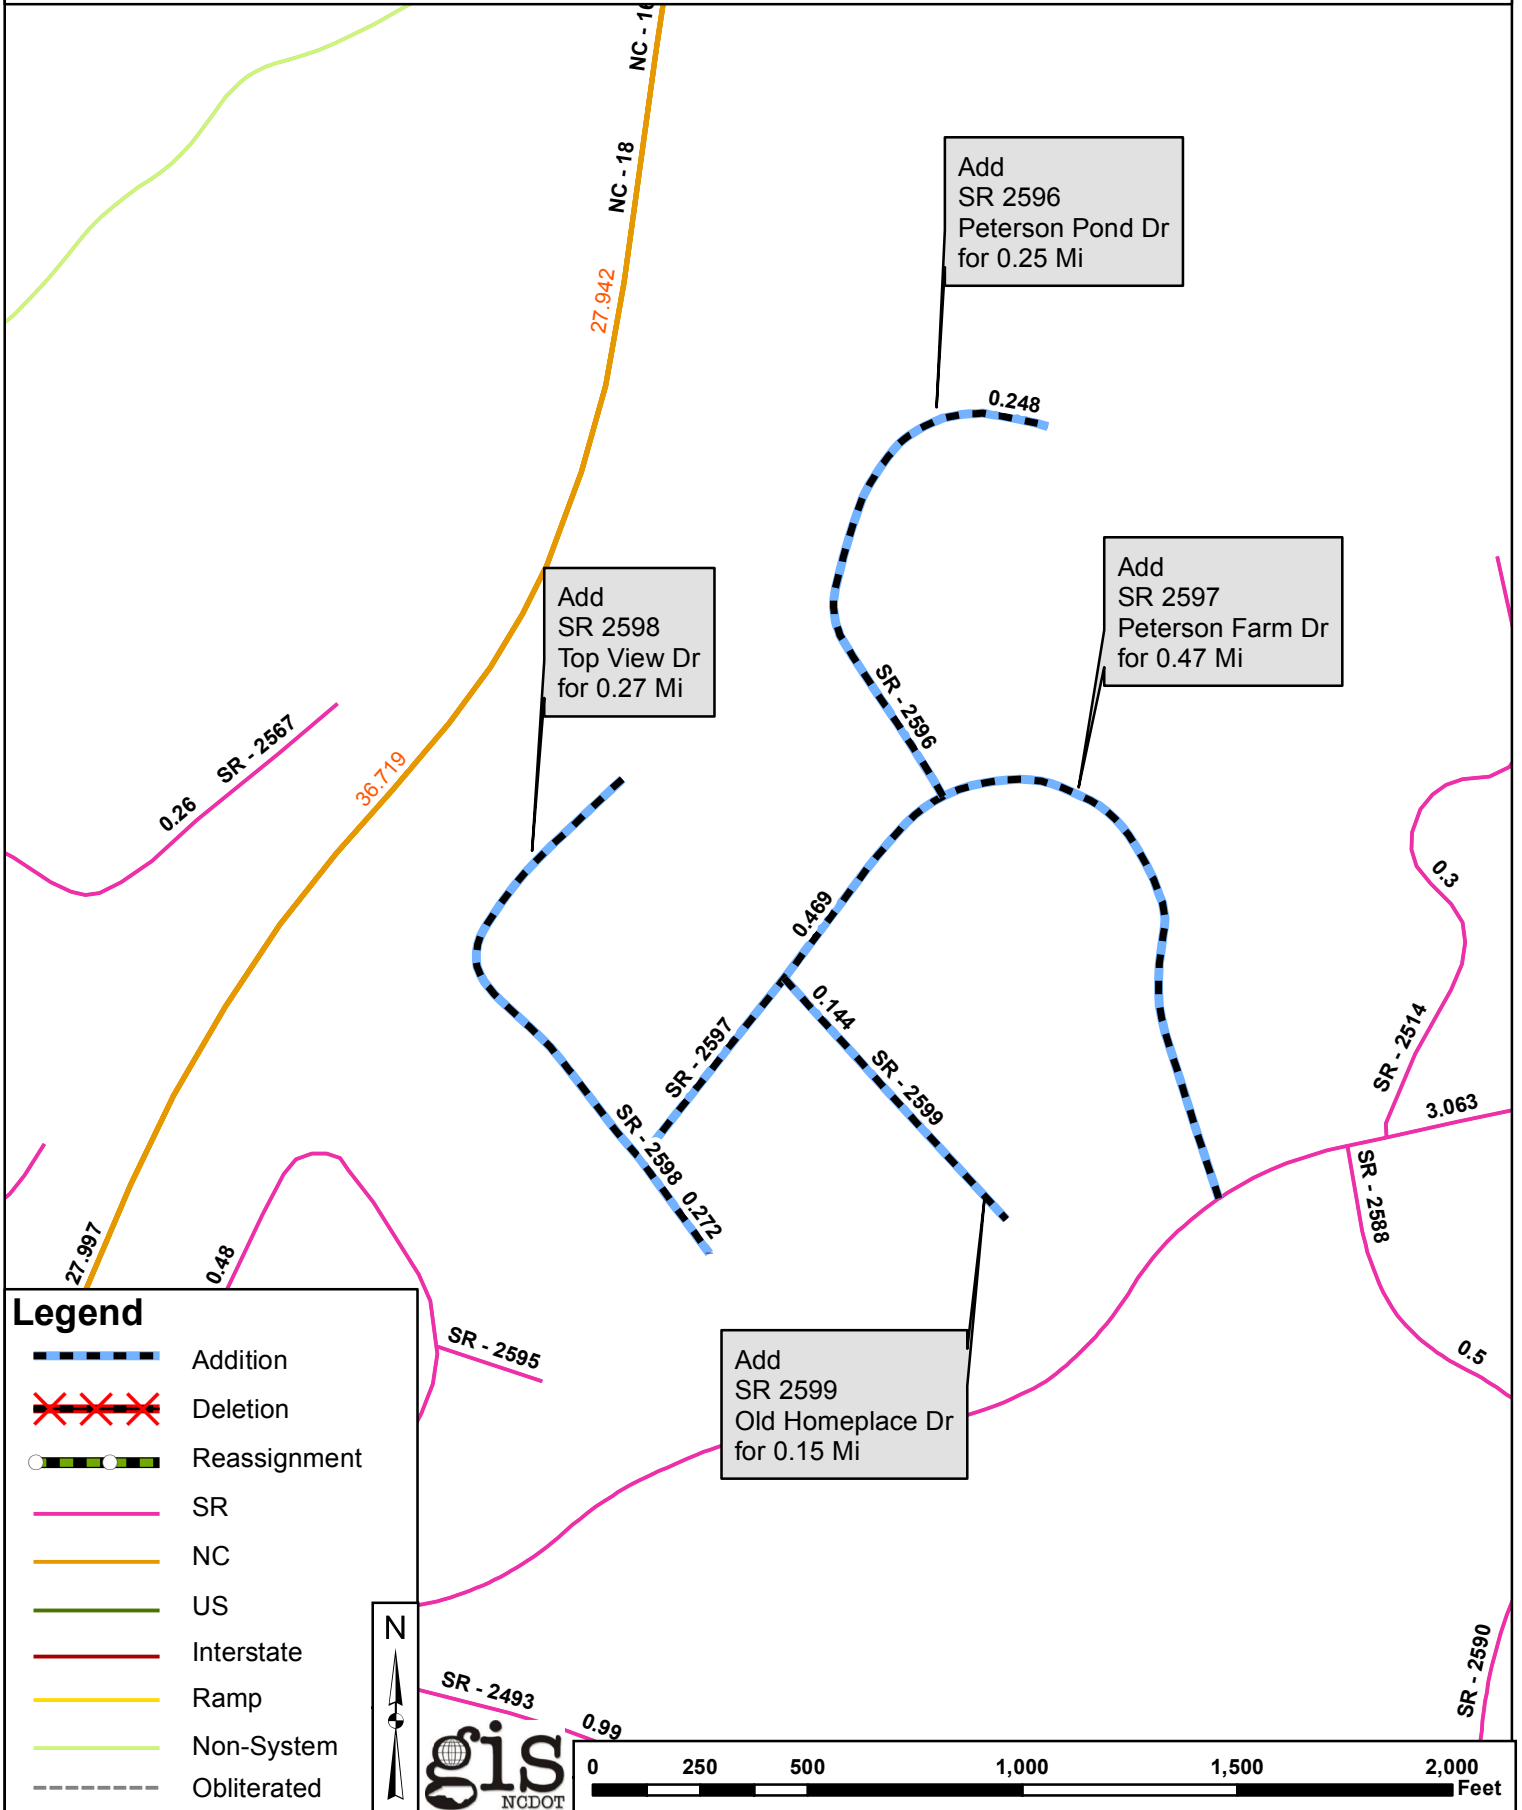 NC - 16
NC - 18
27.942
Add
SR 2596
Peterson Pond Dr
for 0.25 Mi
0.248
SR - 2596
Add
SR 2597
Peterson Farm Dr
for 0.47 Mi
Add
SR 2598
Top View Dr
for 0.27 Mi
SR - 2567
0.26
36.719
0.469
0.3
SR - 2597
0.144
SR - 2599
SR - 2514
3.063
SR - 2598
0.272
SR - 2588
27.997
0.48
SR - 2595
0.5
Add
SR 2599
Old Homeplace Dr
for 0.15 Mi
Legend
Addition
Deletion
Reassignment
SR
NC
US
Interstate
Ramp
Non-System
Obliterated
N
SR - 2493
0.99
SR - 2590
gis
NCDOT
0 250 500 1,000 1,500 2,000
Feet